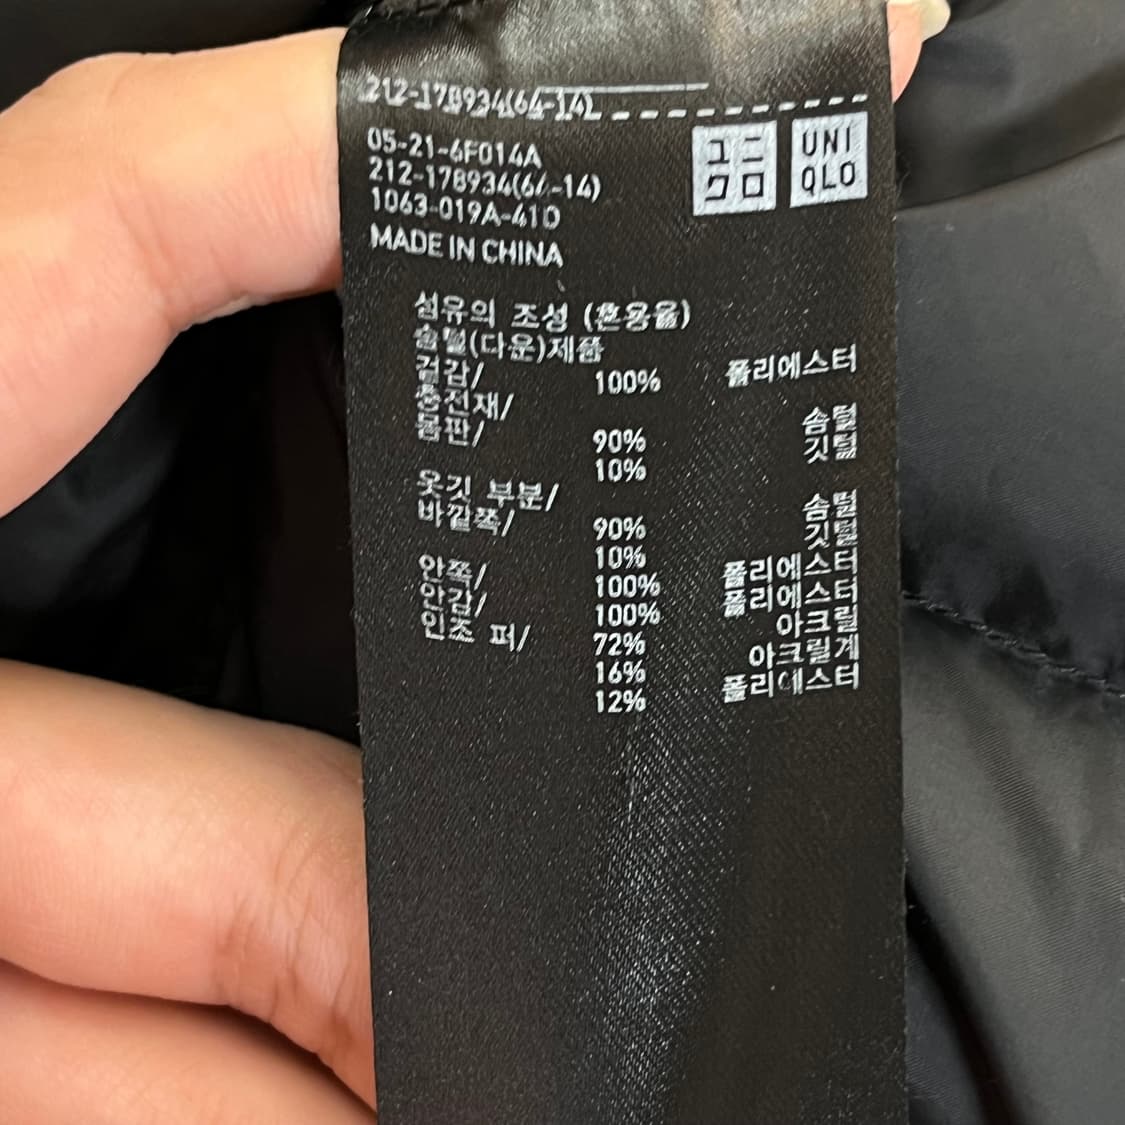 212-178934(64-14)
05-21-6F014A
212-178934(64-14)
1063-019A-41D
MADE IN CHINA
ユニ
クロ
UNI
QLO
섬유의 조성 (혼용율)
솜털(다운)제품
겉감/ 100% 폴리에스터
충전재/
몸판/ 90% 솜털
10% 깃털
옷깃 부분/
바깥쪽/ 90% 솜털
10% 깃털
안쪽/ 100% 폴리에스터
안감/ 100% 폴리에스터
인조 퍼/ 72% 아크릴
16% 아크릴계
12% 폴리에스터